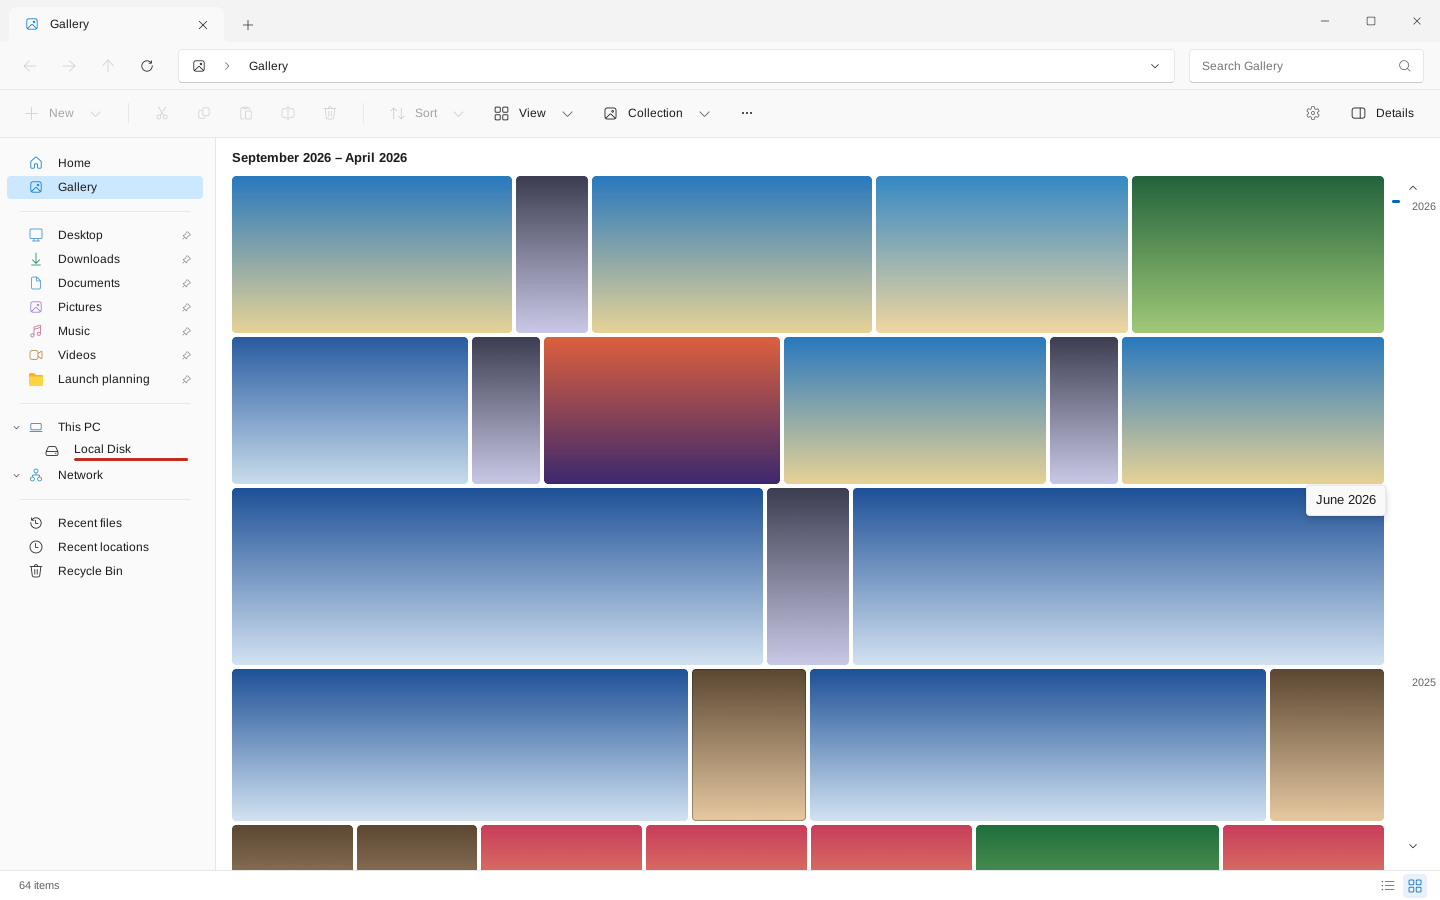 Gallery
Gallery
Search Gallery
New
Sort
View
Collection
Details
Home
Gallery
Desktop
Downloads
Documents
Pictures
Music
Videos
Launch planning
This PC
Local Disk
Network
Recent files
Recent locations
Recycle Bin
September 2026 – April 2026
2026
June 2026
2025
64 items